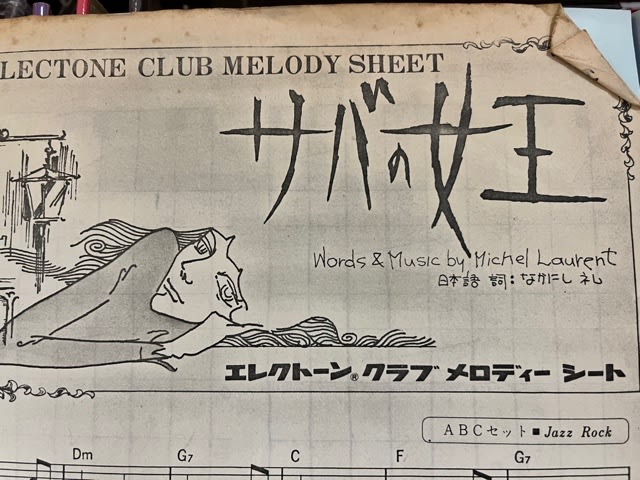 LECTONE CLUB MELODY SHEET
サバの女王
Words & Music by Michel Laurent
日本語 詞:なかにし 礼
エレクトーン®クラブ メロディー シート
ABCセット■Jazz Rock
Dm G7 C F G7